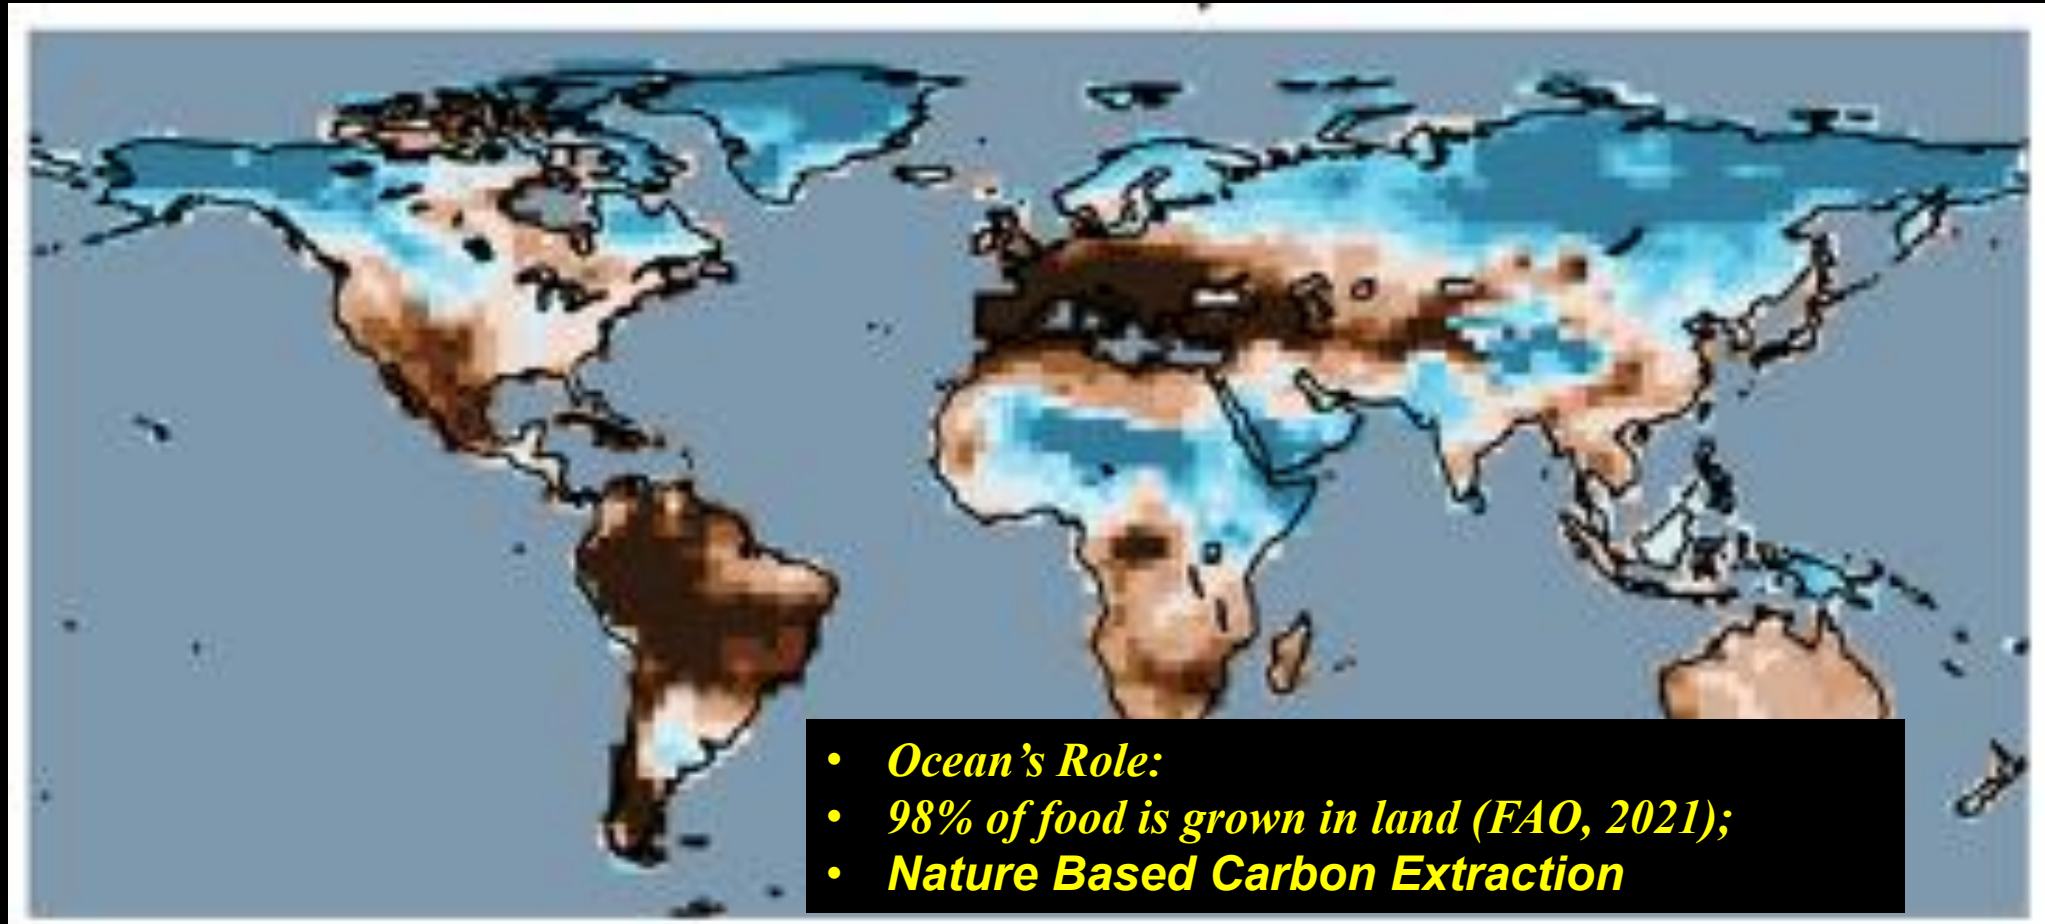 • Ocean’s Role:
• 98% of food is grown in land (FAO, 2021);
• Nature Based Carbon Extraction